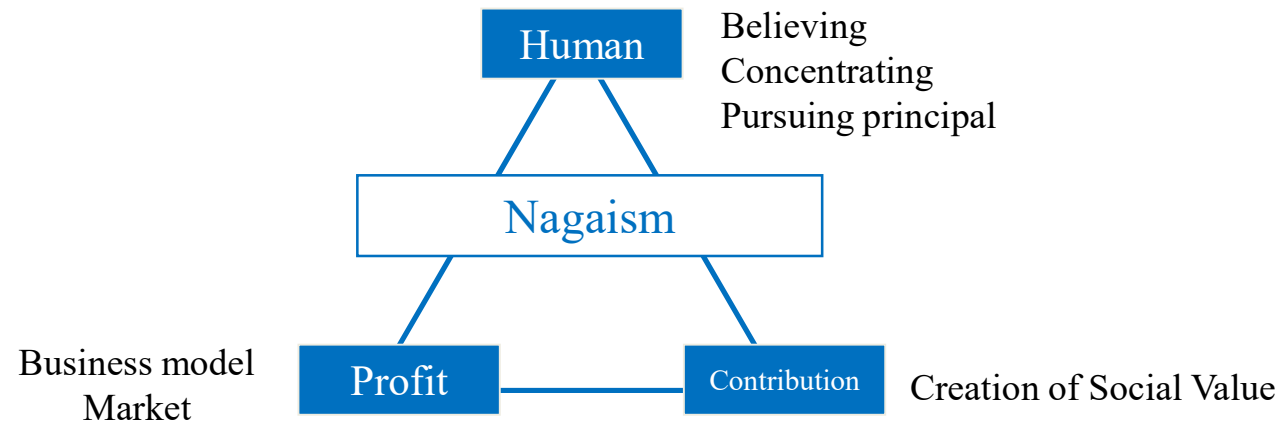 Human
Believing
Concentrating
Pursuing principal
Nagaism
Business model
Market
Profit
Contribution
Creation of Social Value